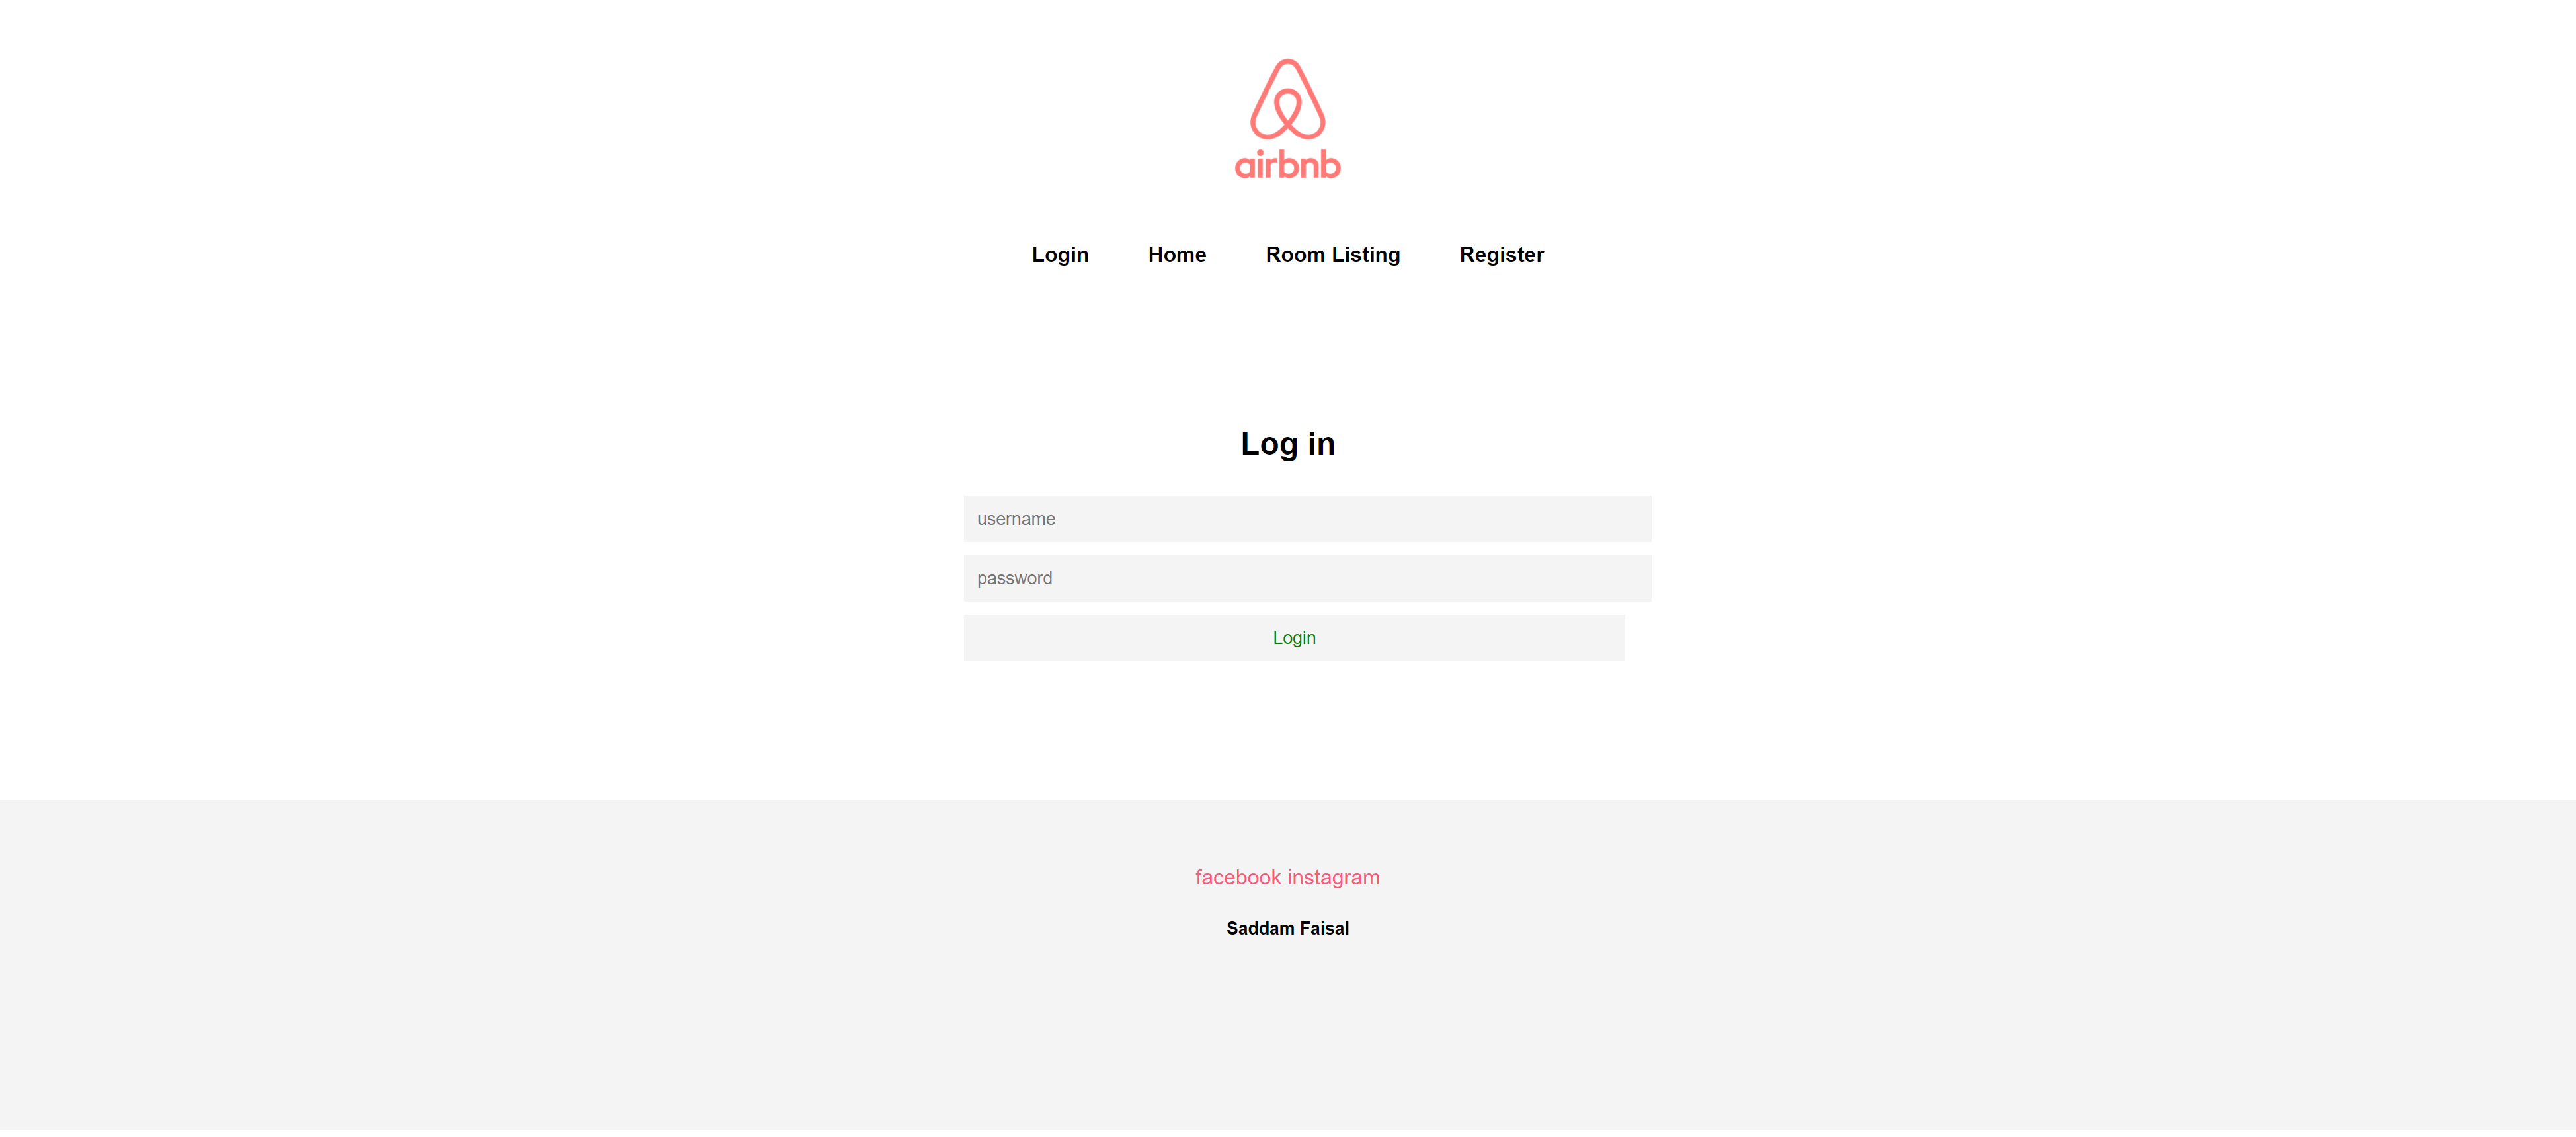 airbnb
Login Home Room Listing Register
Log in
username
password
Login
facebook instagram
Saddam Faisal